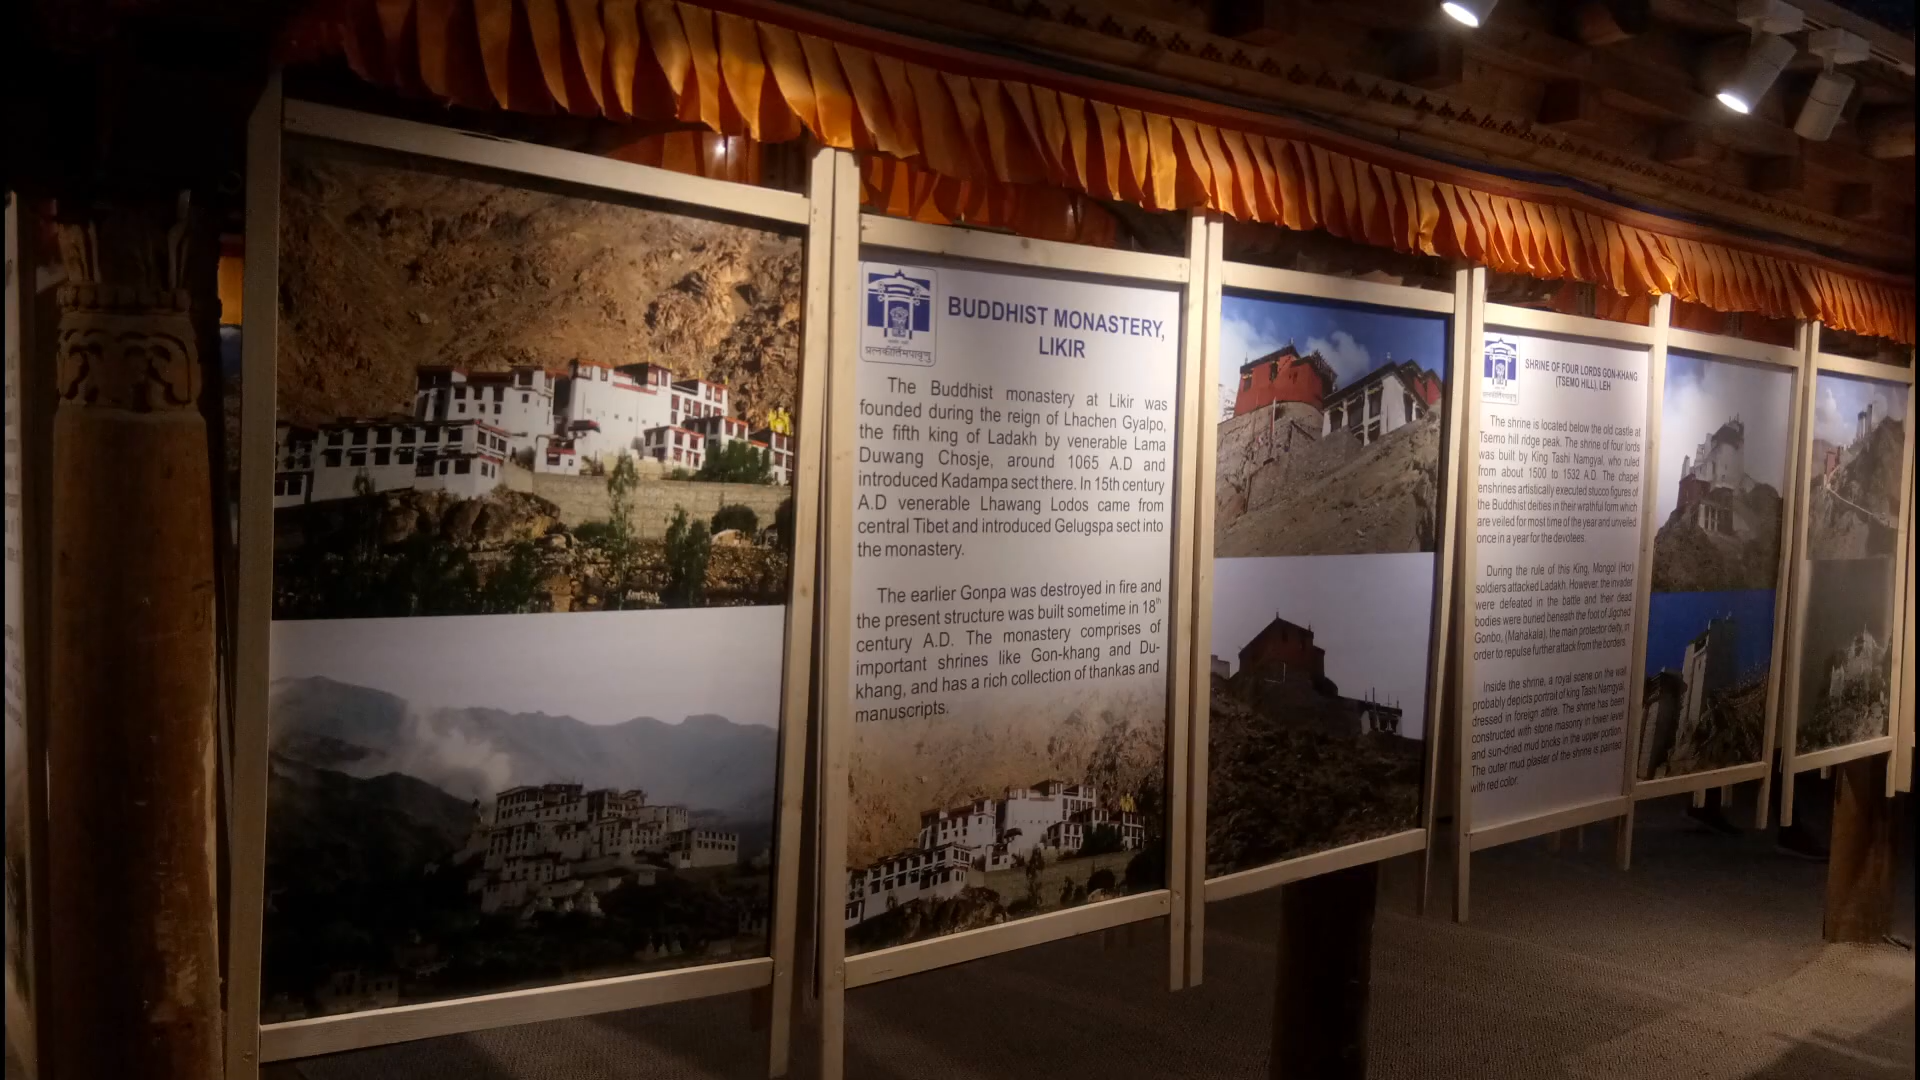 प्रत्नकीर्तिमपावृणु
BUDDHIST MONASTERY,
LIKIR
The Buddhist monastery at Likir was
founded during the reign of Lhachen Gyalpo,
the fifth king of Ladakh by venerable Lama
Duwang Chosje, around 1065 A.D and
introduced Kadampa sect there. In 15th century
A.D venerable Lhawang Lodos came from
central Tibet and introduced Gelugspa sect into
the monastery.
The earlier Gonpa was destroyed in fire and
the present structure was built sometime in 18th
century A.D. The monastery comprises of
important shrines like Gon-khang and Du-
khang, and has a rich collection of thankas and
manuscripts.
SHRINE OF FOUR LORDS GON-KHANG
(TSEMO HILL), LEH
The shrine is located below the old castle at
Tsemo hill ridge peak. The shrine of four lords
was built by King Tashi Namgyal, who ruled
from about 1500 to 1532 A.D. The chapel
enshrines artistically executed stucco figures of
the Buddhist deities in their wrathful form which
are veiled for most time of the year and unveiled
once in a year for the devotees.
During the rule of this King, Mongol (Hor)
soldiers attacked Ladakh. However, the invader
were defeated in the battle and their dead
bodies were buried beneath the foot of Jigched
Gonbo, (Mahakala), the main protector deity, in
order to repulse further attack from the borders.
Inside the shrine, a royal scene on the wall
probably depicts portrait of king Tashi Namgyal,
dressed in foreign attire. The shrine has been
constructed with stone masonry in lower level
and sun-dried mud bricks in the upper portion.
The outer mud plaster of the shrine is painted
with red color.